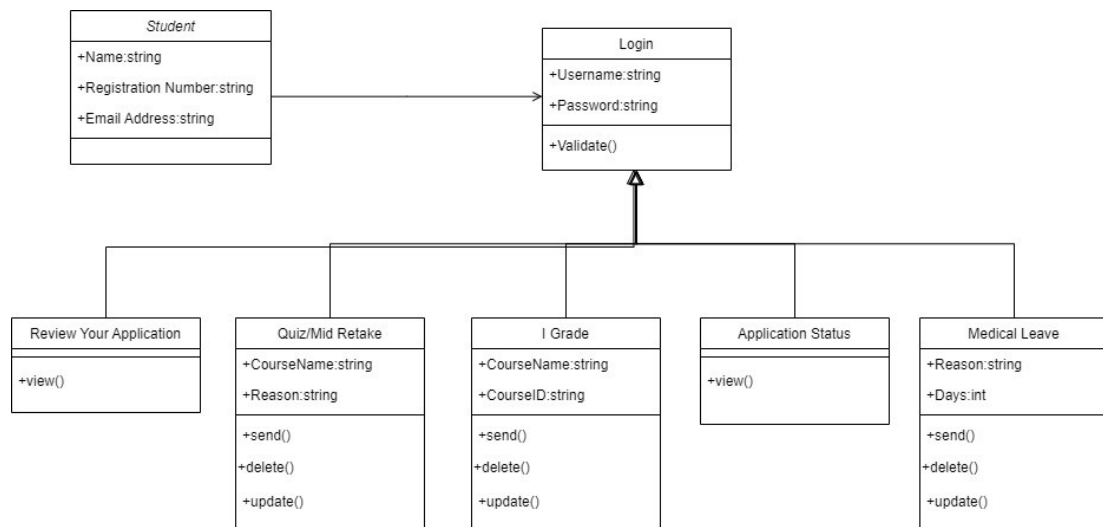 Student
+Name:string
+Registration Number:string
+Email Address:string
Login
+Username:string
+Password:string
+Validate()
Review Your Application
+view()
Quiz/Mid Retake
+CourseName:string
+Reason:string
+send()
+delete()
+update()
I Grade
+CourseName:string
+CourseID:string
+send()
+delete()
+update()
Application Status
+view()
Medical Leave
+Reason:string
+Days:int
+send()
+delete()
+update()